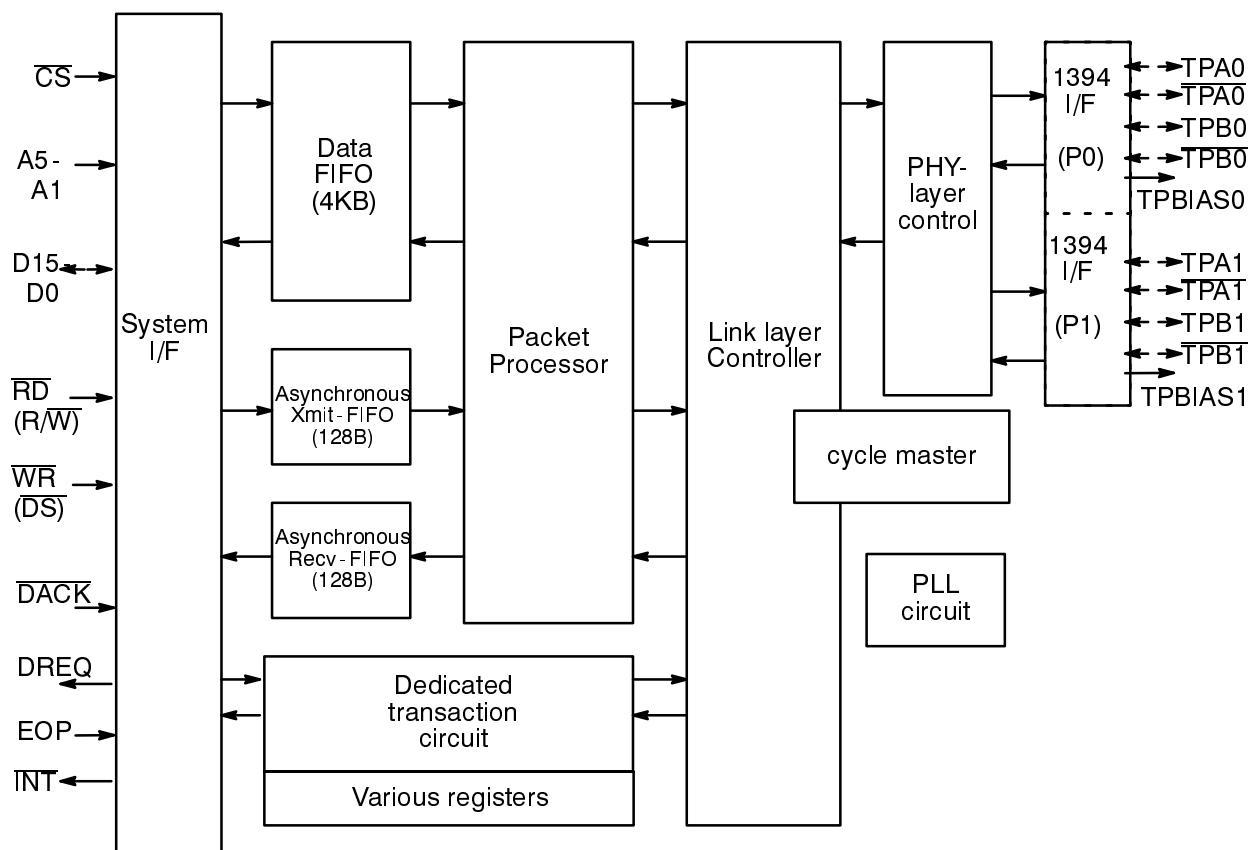 CS
A5-
A1
D15-
D0
RD
(R/W)
WR
(DS)
DACK
DREQ
EOP
INT
System
I/F
Data
FIFO
(4KB)
Asynchronous
Xmit-FIFO
(128B)
Asynchronous
Recv-FIFO
(128B)
Dedicated
transaction
circuit
Various registers
Packet
Processor
Link layer
Controller
PHY-
layer
control
cycle master
PLL
circuit
1394
I/F
(P0)
1394
I/F
(P1)
TPA0
TPA0
TPB0
TPB0
TPBIAS0
TPA1
TPA1
TPB1
TPB1
TPBIAS1